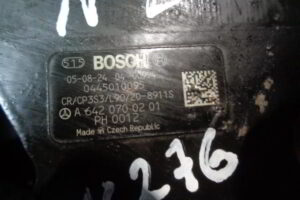 BOSCH
05-08-24
0445010095
CR/CP3S3/L90/20-8911S
A 642 070 02 01
PH 0012
Made in Czech Republic
276